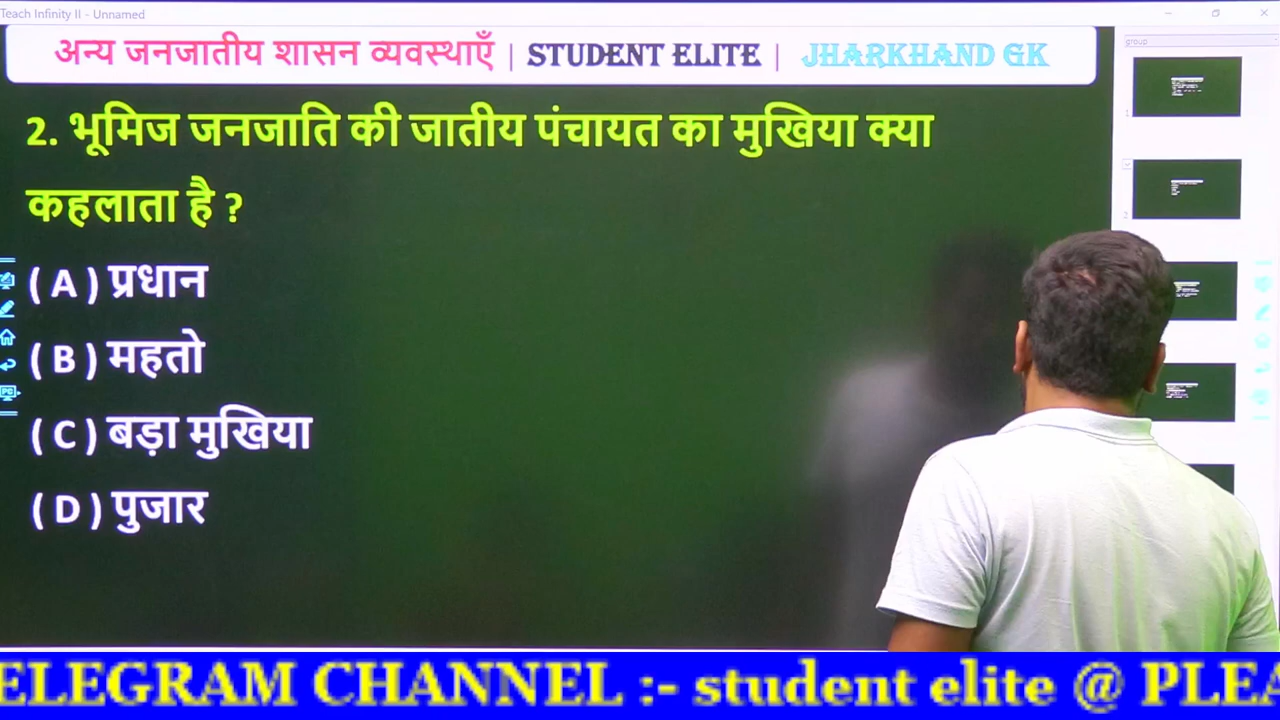 Teach Infinity II - Unnamed
group
अन्य जनजातीय शासन व्यवस्थाएँ | STUDENT ELITE | JHARKHAND GK
2. भूमिज जनजाति की जातीय पंचायत का मुखिया क्या
कहलाता है ?
( A ) प्रधान
( B ) महतो
( C ) बड़ा मुखिया
( D ) पुजार
ELEGRAM CHANNEL :- student elite @ PLEA